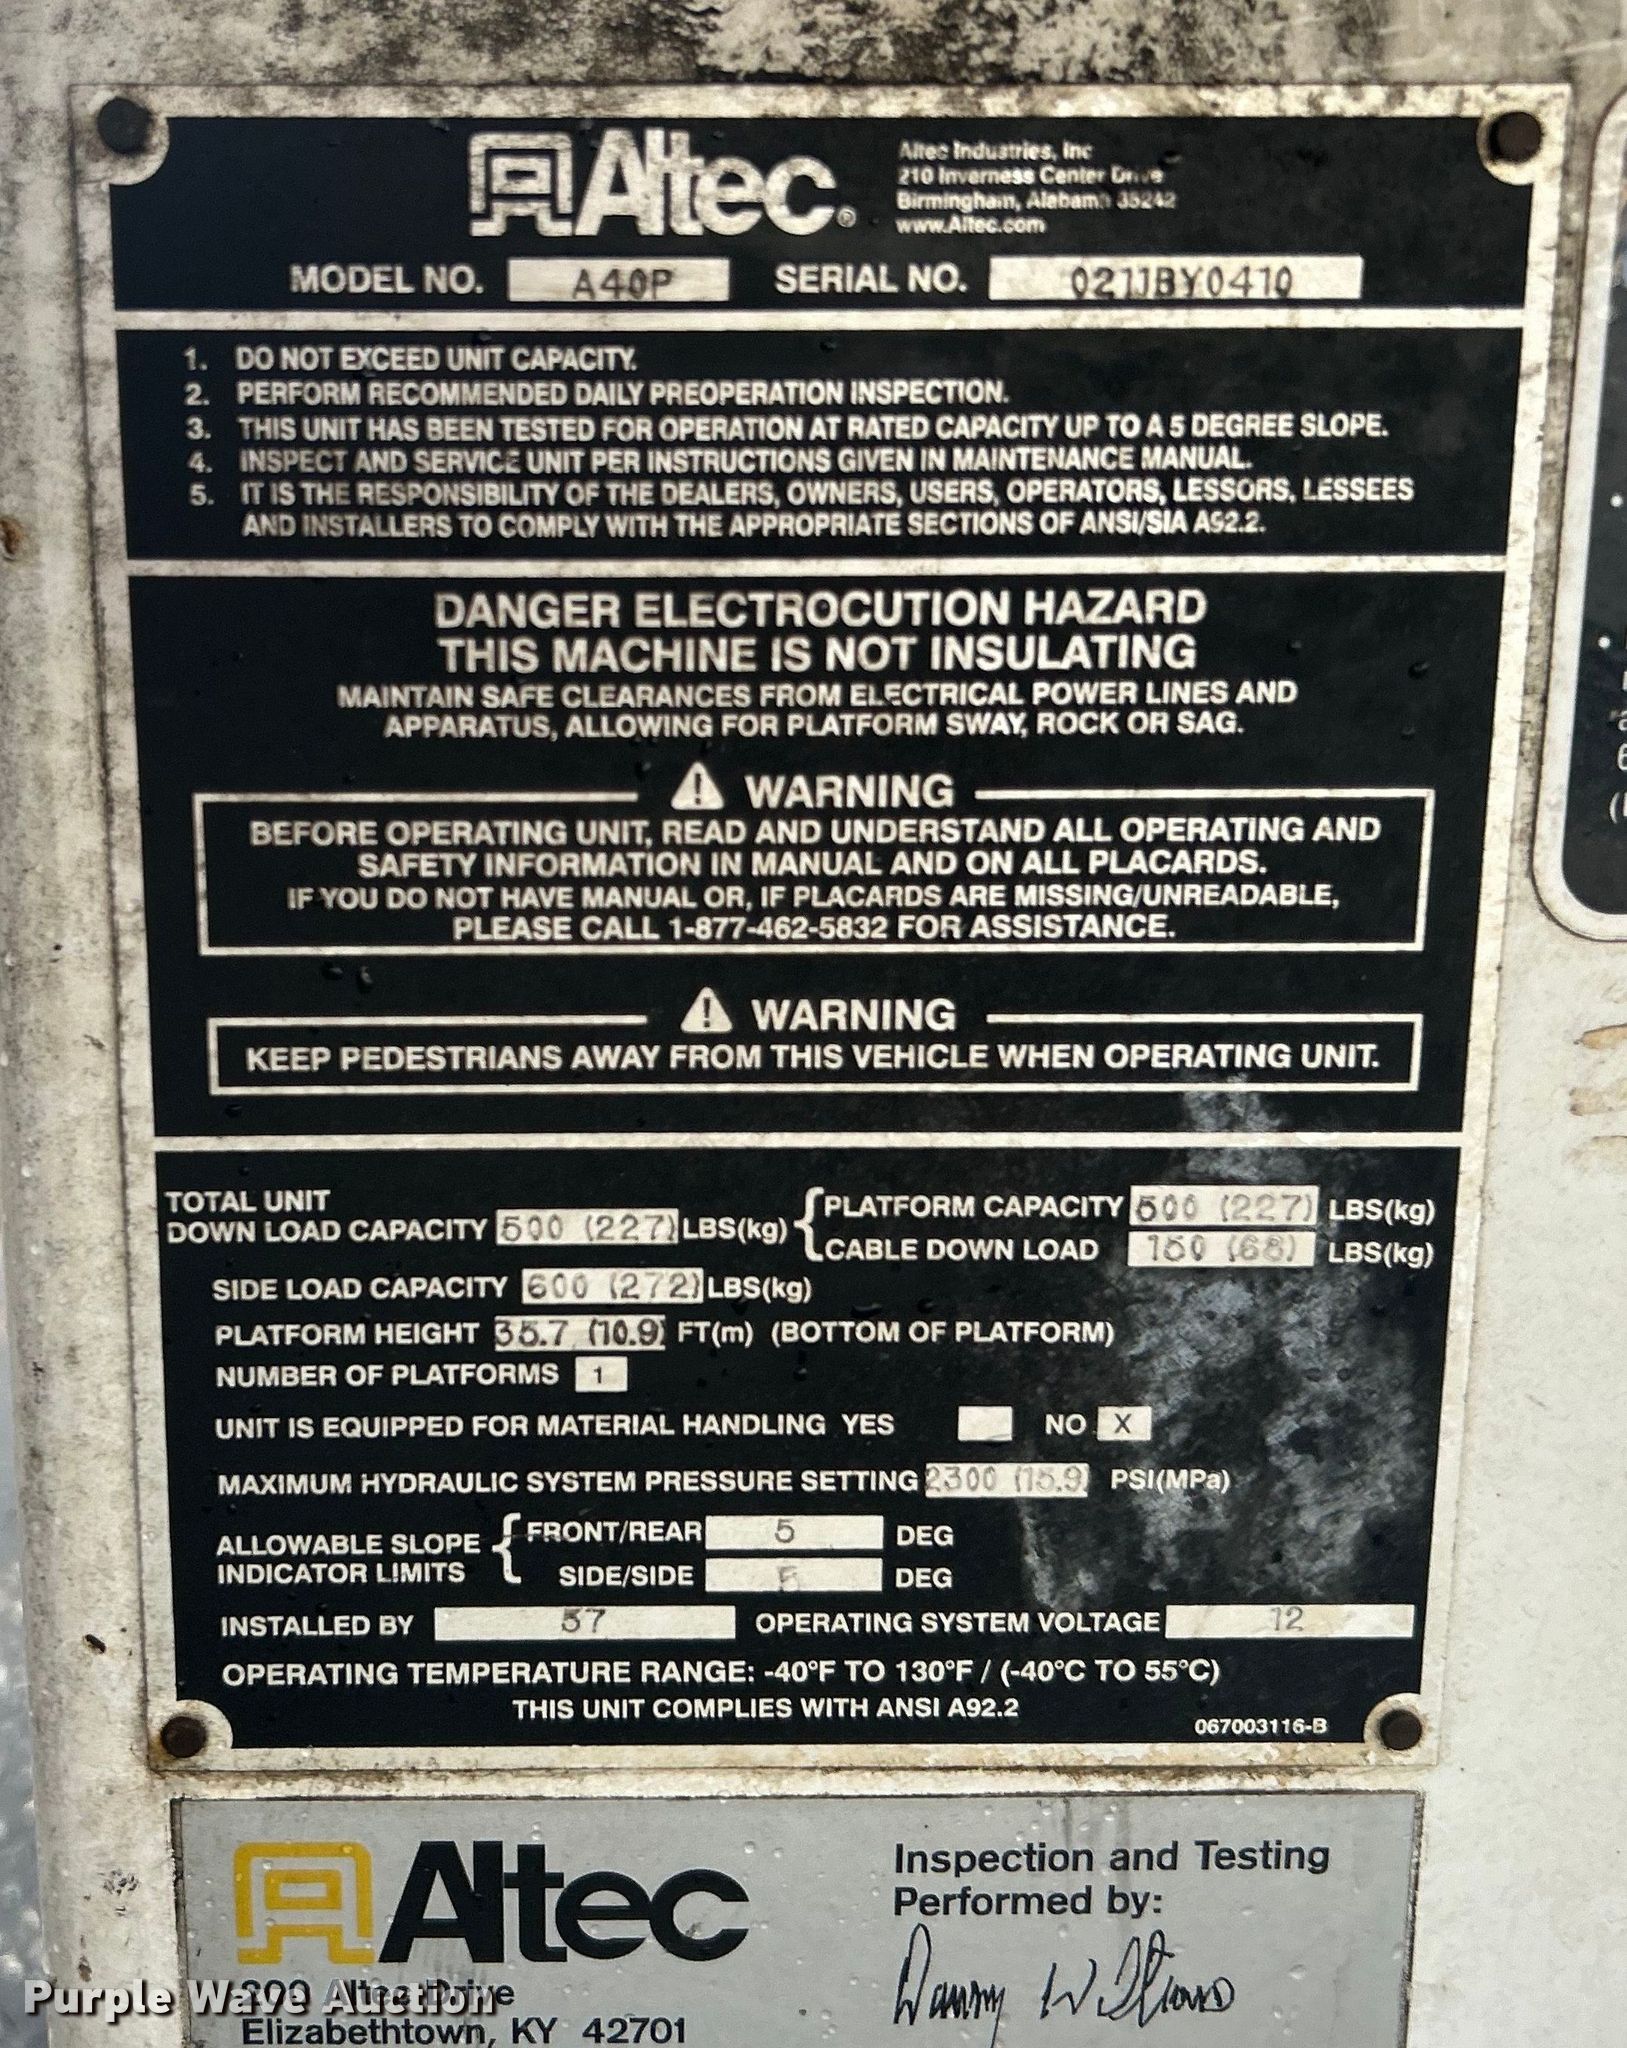 Altec®
Altec Industries, Inc
210 Inverness Center Drive
Birmingham, Alabama 35242
www.Altec.com
MODEL NO. A40P SERIAL NO. 0211BY0410
1. DO NOT EXCEED UNIT CAPACITY.
2. PERFORM RECOMMENDED DAILY PREOPERATION INSPECTION.
3. THIS UNIT HAS BEEN TESTED FOR OPERATION AT RATED CAPACITY UP TO A 5 DEGREE SLOPE.
4. INSPECT AND SERVICE UNIT PER INSTRUCTIONS GIVEN IN MAINTENANCE MANUAL.
5. IT IS THE RESPONSIBILITY OF THE DEALERS, OWNERS, USERS, OPERATORS, LESSORS, LESSEES
AND INSTALLERS TO COMPLY WITH THE APPROPRIATE SECTIONS OF ANSI/SIA A92.2.
DANGER ELECTROCUTION HAZARD
THIS MACHINE IS NOT INSULATING
MAINTAIN SAFE CLEARANCES FROM ELECTRICAL POWER LINES AND
APPARATUS, ALLOWING FOR PLATFORM SWAY, ROCK OR SAG.
WARNING
BEFORE OPERATING UNIT, READ AND UNDERSTAND ALL OPERATING AND
SAFETY INFORMATION IN MANUAL AND ON ALL PLACARDS.
IF YOU DO NOT HAVE MANUAL OR, IF PLACARDS ARE MISSING/UNREADABLE,
PLEASE CALL 1-877-462-5832 FOR ASSISTANCE.
WARNING
KEEP PEDESTRIANS AWAY FROM THIS VEHICLE WHEN OPERATING UNIT.
TOTAL UNIT
DOWN LOAD CAPACITY 500 (227) LBS(kg) PLATFORM CAPACITY 500 (227) LBS(kg)
CABLE DOWN LOAD 150 (68) LBS(kg)
SIDE LOAD CAPACITY 600 (272) LBS(kg)
PLATFORM HEIGHT 35.7 (10.9) FT(m) (BOTTOM OF PLATFORM)
NUMBER OF PLATFORMS 1
UNIT IS EQUIPPED FOR MATERIAL HANDLING YES NO X
MAXIMUM HYDRAULIC SYSTEM PRESSURE SETTING 2300 (15.9) PSI(MPa)
ALLOWABLE SLOPE
INDICATOR LIMITS
FRONT/REAR 5 DEG
SIDE/SIDE 5 DEG
INSTALLED BY 57 OPERATING SYSTEM VOLTAGE 12
OPERATING TEMPERATURE RANGE: -40°F TO 130°F / (-40°C TO 55°C)
THIS UNIT COMPLIES WITH ANSI A92.2
067003116-B
Altec
200 Altec Drive
Elizabethtown, KY 42701
Inspection and Testing
Performed by:
Danny Williams
Purple Wave Auction